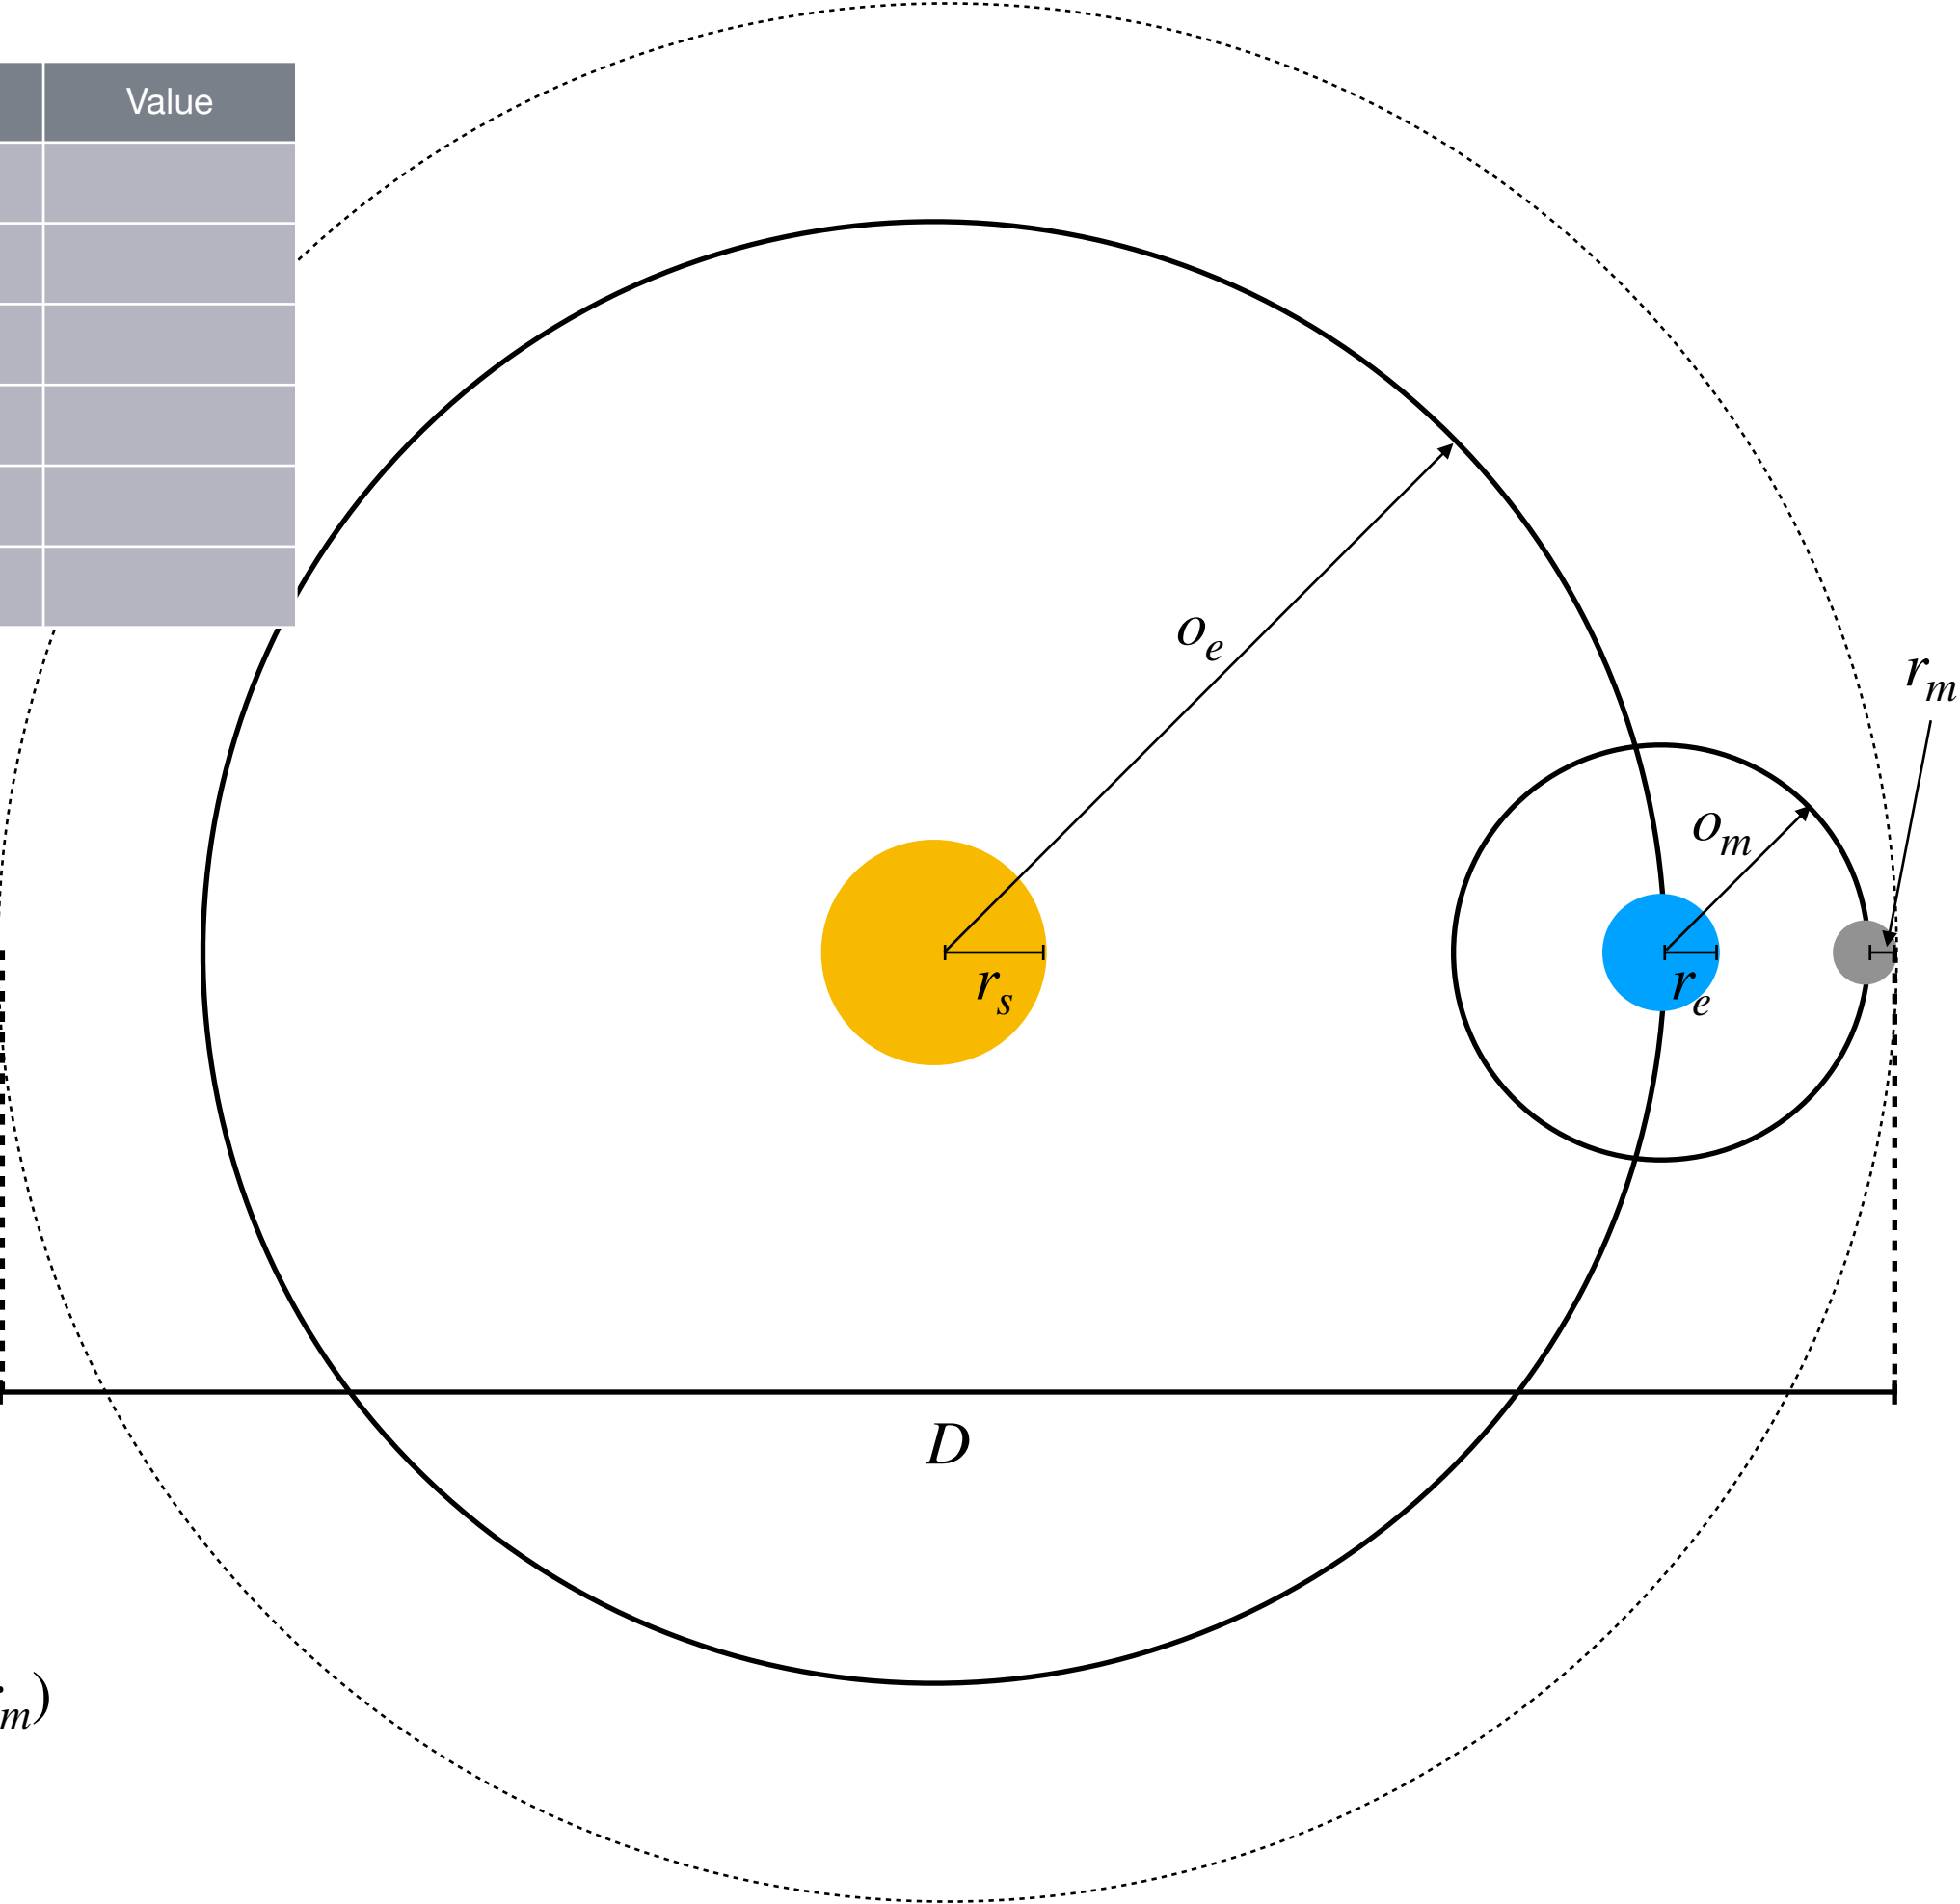 Value
o_e
r_m
o_m
r_s
r_e
D
m)